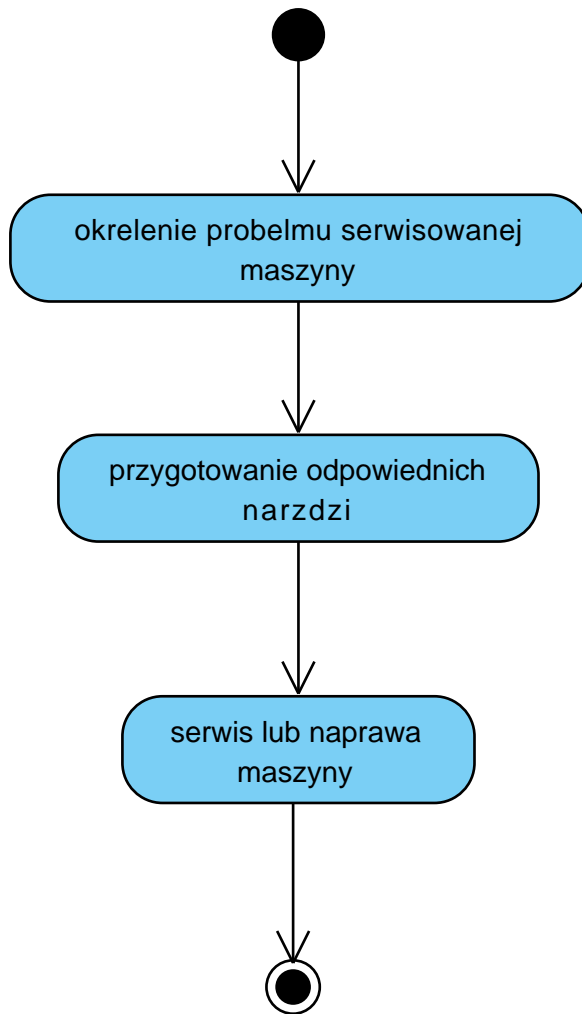 okrelenie probelmu serwisowanej
maszyny
przygotowanie odpowiednich
narzdzi
serwis lub naprawa
maszyny